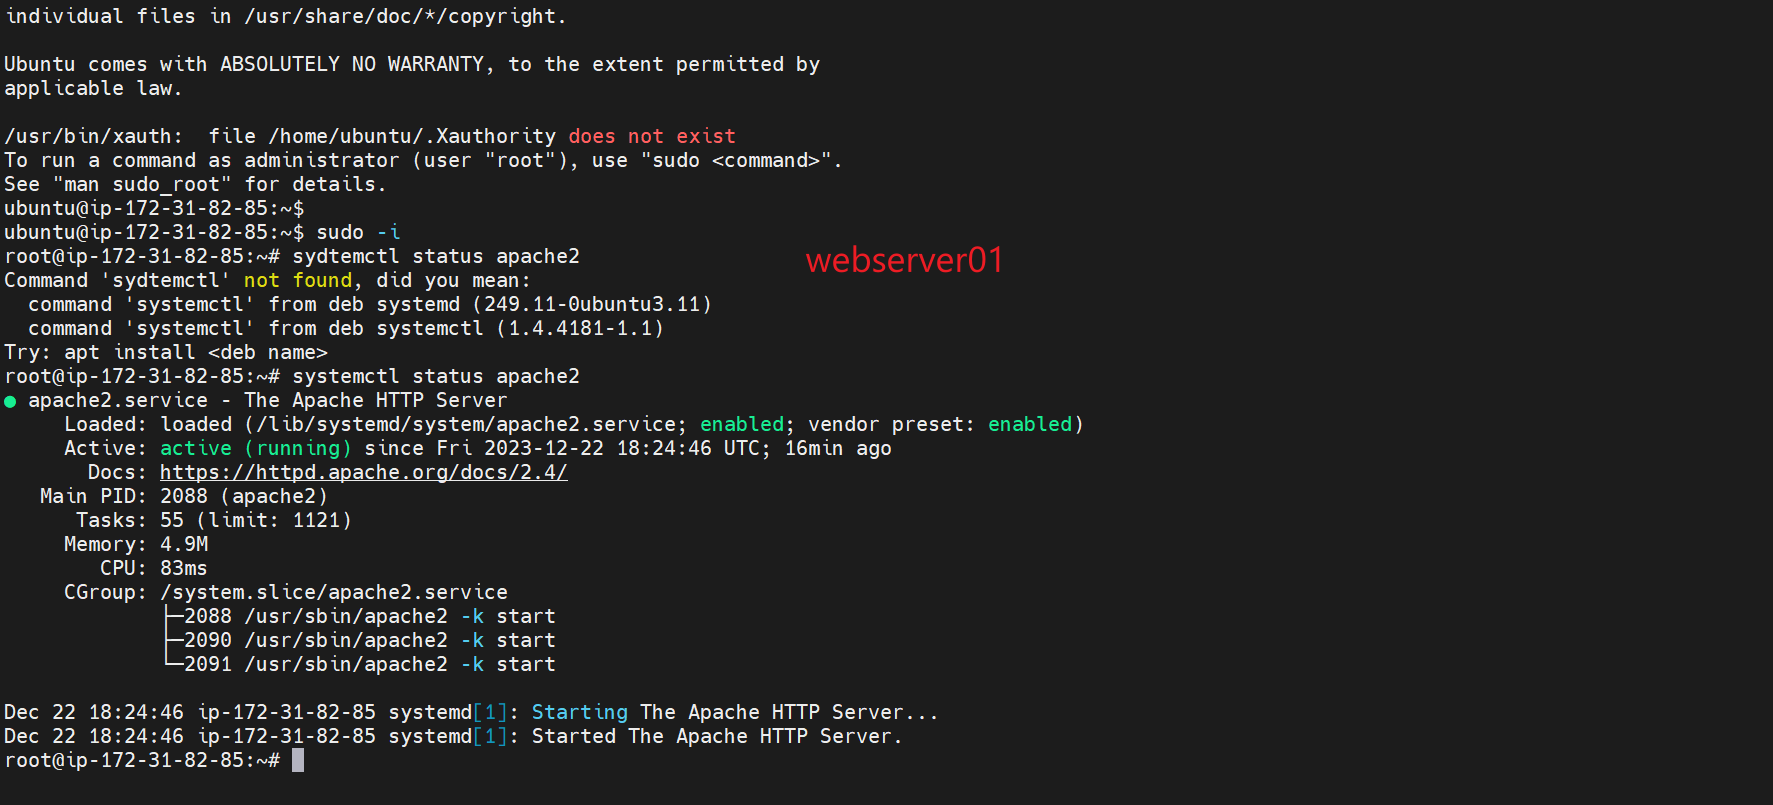 individual files in /usr/share/doc/*/copyright.
Ubuntu comes with ABSOLUTELY NO WARRANTY, to the extent permitted by
applicable law.
/usr/bin/xauth:  file /home/ubuntu/.Xauthority does not exist
To run a command as administrator (user "root"), use "sudo <command>".
See "man sudo_root" for details.
ubuntu@ip-172-31-82-85:~$
ubuntu@ip-172-31-82-85:~$ sudo -i
root@ip-172-31-82-85:~# sydtemctl status apache2
webserver01
Command 'sydtemctl' not found, did you mean:
  command 'systemctl' from deb systemd (249.11-0ubuntu3.11)
  command 'systemctl' from deb systemctl (1.4.4181-1.1)
Try: apt install <deb name>
root@ip-172-31-82-85:~# systemctl status apache2
● apache2.service - The Apache HTTP Server
     Loaded: loaded (/lib/systemd/system/apache2.service; enabled; vendor preset: enabled)
     Active: active (running) since Fri 2023-12-22 18:24:46 UTC; 16min ago
       Docs: https://httpd.apache.org/docs/2.4/
   Main PID: 2088 (apache2)
      Tasks: 55 (limit: 1121)
     Memory: 4.9M
        CPU: 83ms
     CGroup: /system.slice/apache2.service
             ├─2088 /usr/sbin/apache2 -k start
             ├─2090 /usr/sbin/apache2 -k start
             └─2091 /usr/sbin/apache2 -k start
Dec 22 18:24:46 ip-172-31-82-85 systemd[1]: Starting The Apache HTTP Server...
Dec 22 18:24:46 ip-172-31-82-85 systemd[1]: Started The Apache HTTP Server.
root@ip-172-31-82-85:~#